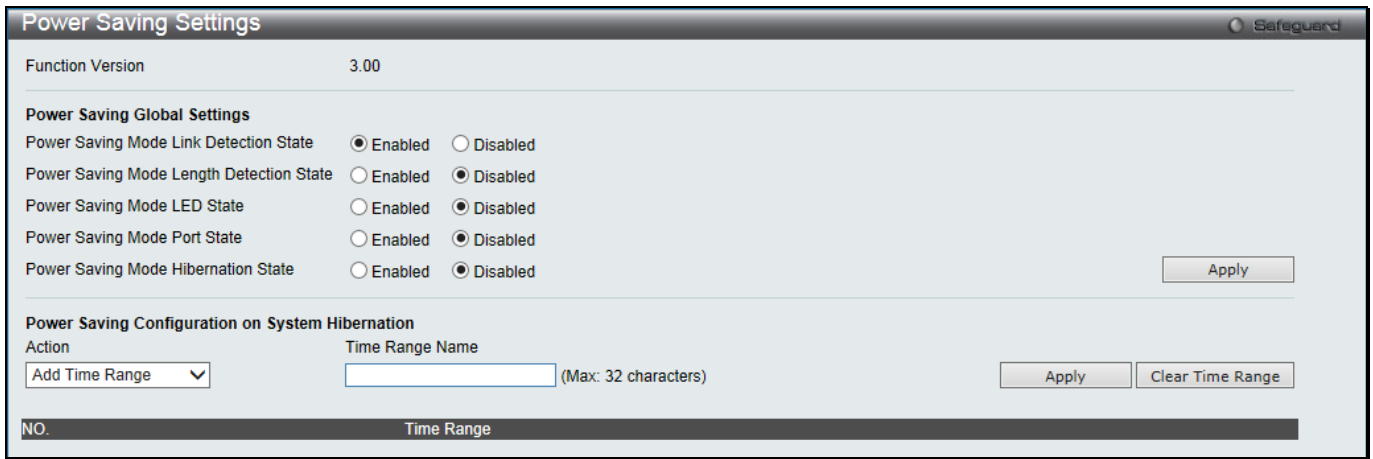 Power Saving Settings
Safeguard
Function Version 3.00
Power Saving Global Settings
Power Saving Mode Link Detection State Enabled Disabled
Power Saving Mode Length Detection State Enabled Disabled
Power Saving Mode LED State Enabled Disabled
Power Saving Mode Port State Enabled Disabled
Power Saving Mode Hibernation State Enabled Disabled Apply
Power Saving Configuration on System Hibernation
Action Time Range Name
Add Time Range (Max: 32 characters) Apply Clear Time Range
NO. Time Range